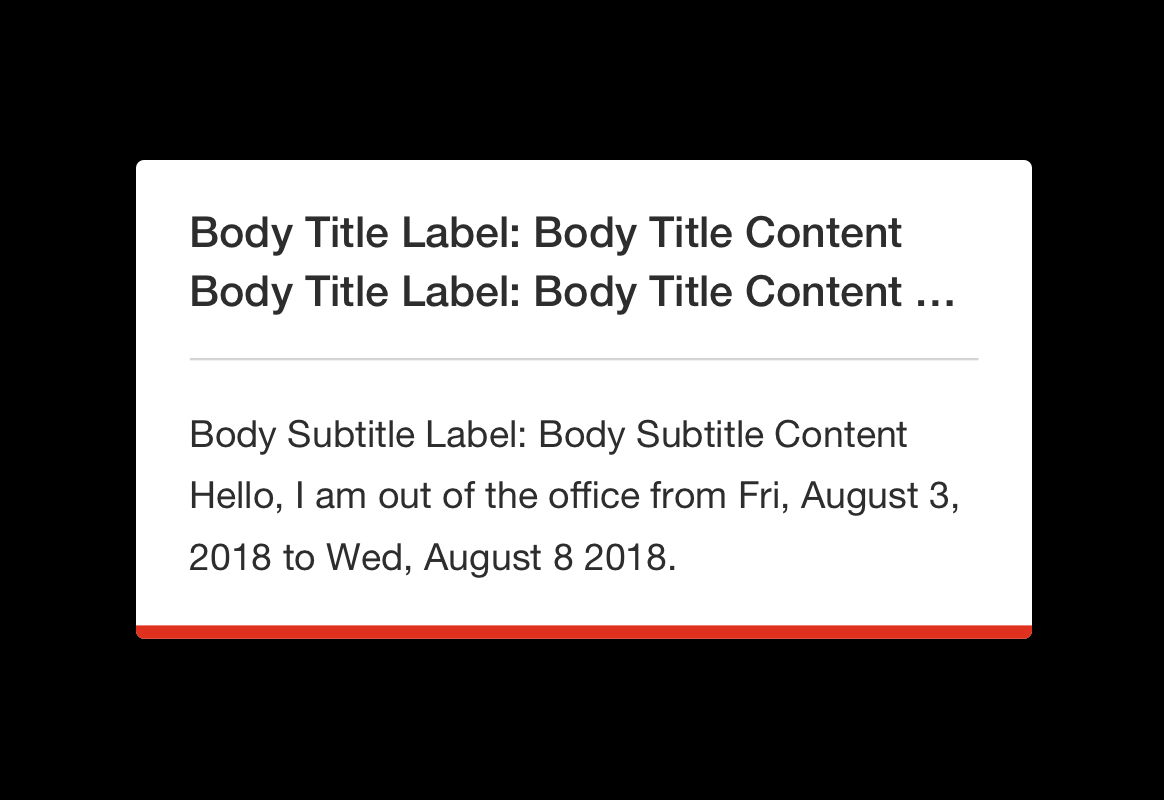 Body Title Label: Body Title Content
Body Title Label: Body Title Content ...
Body Subtitle Label: Body Subtitle Content
Hello, I am out of the office from Fri, August 3,
2018 to Wed, August 8 2018.